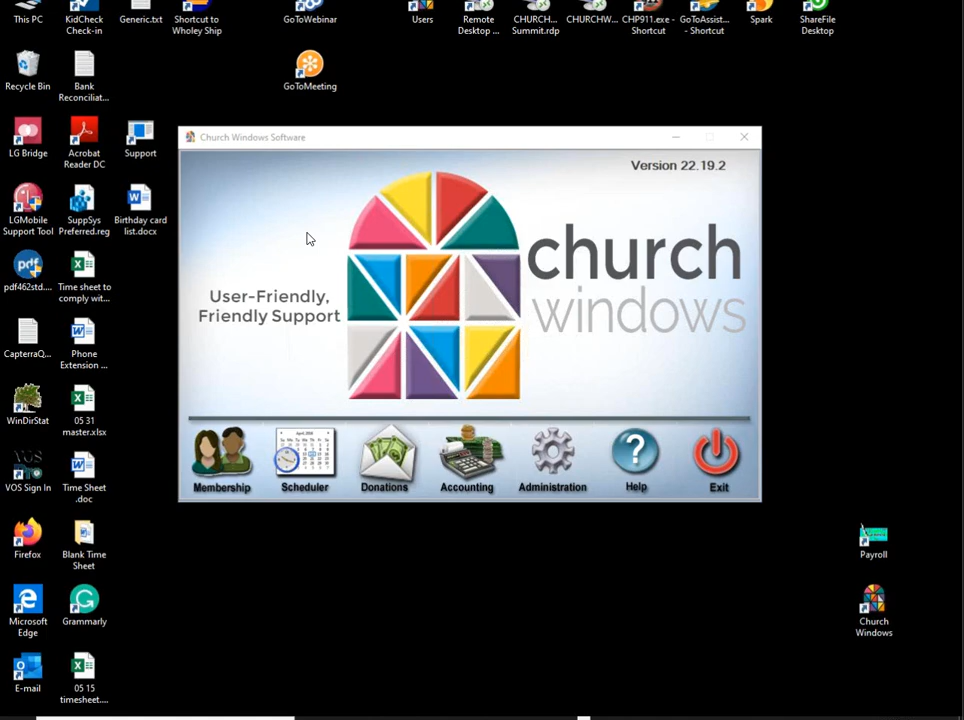 This PC
KidCheck
Check-in
Generic.txt
Shortcut to
Wholey Ship
GoToWebinar
Users
Remote
Desktop ...
CHURCH...
Summit.rdp
CHURCHW...
CHP911.exe -
Shortcut
GoToAssist...
- Shortcut
Spark
ShareFile
Desktop
Recycle Bin
Bank
Reconciliat...
GoToMeeting
LG Bridge
Acrobat
Reader DC
Support
LGMobile
Support Tool
SuppSys
Preferred.reg
Birthday card
list.docx
pdf
pdf462std....
Time sheet to
comply wit...
CapterraQ...
Phone
Extension ...
WinDirStat
05 31
master.xlsx
VOS
VOS Sign In
Time Sheet
.doc
Firefox
Blank Time
Sheet
Microsoft
Edge
Grammarly
E-mail
05 15
timesheet....
Church Windows Software
Version 22.19.2
User-Friendly,
Friendly Support
church
windows
Membership
Scheduler
Donations
Accounting
Administration
Help
Exit
Payroll
Church
Windows